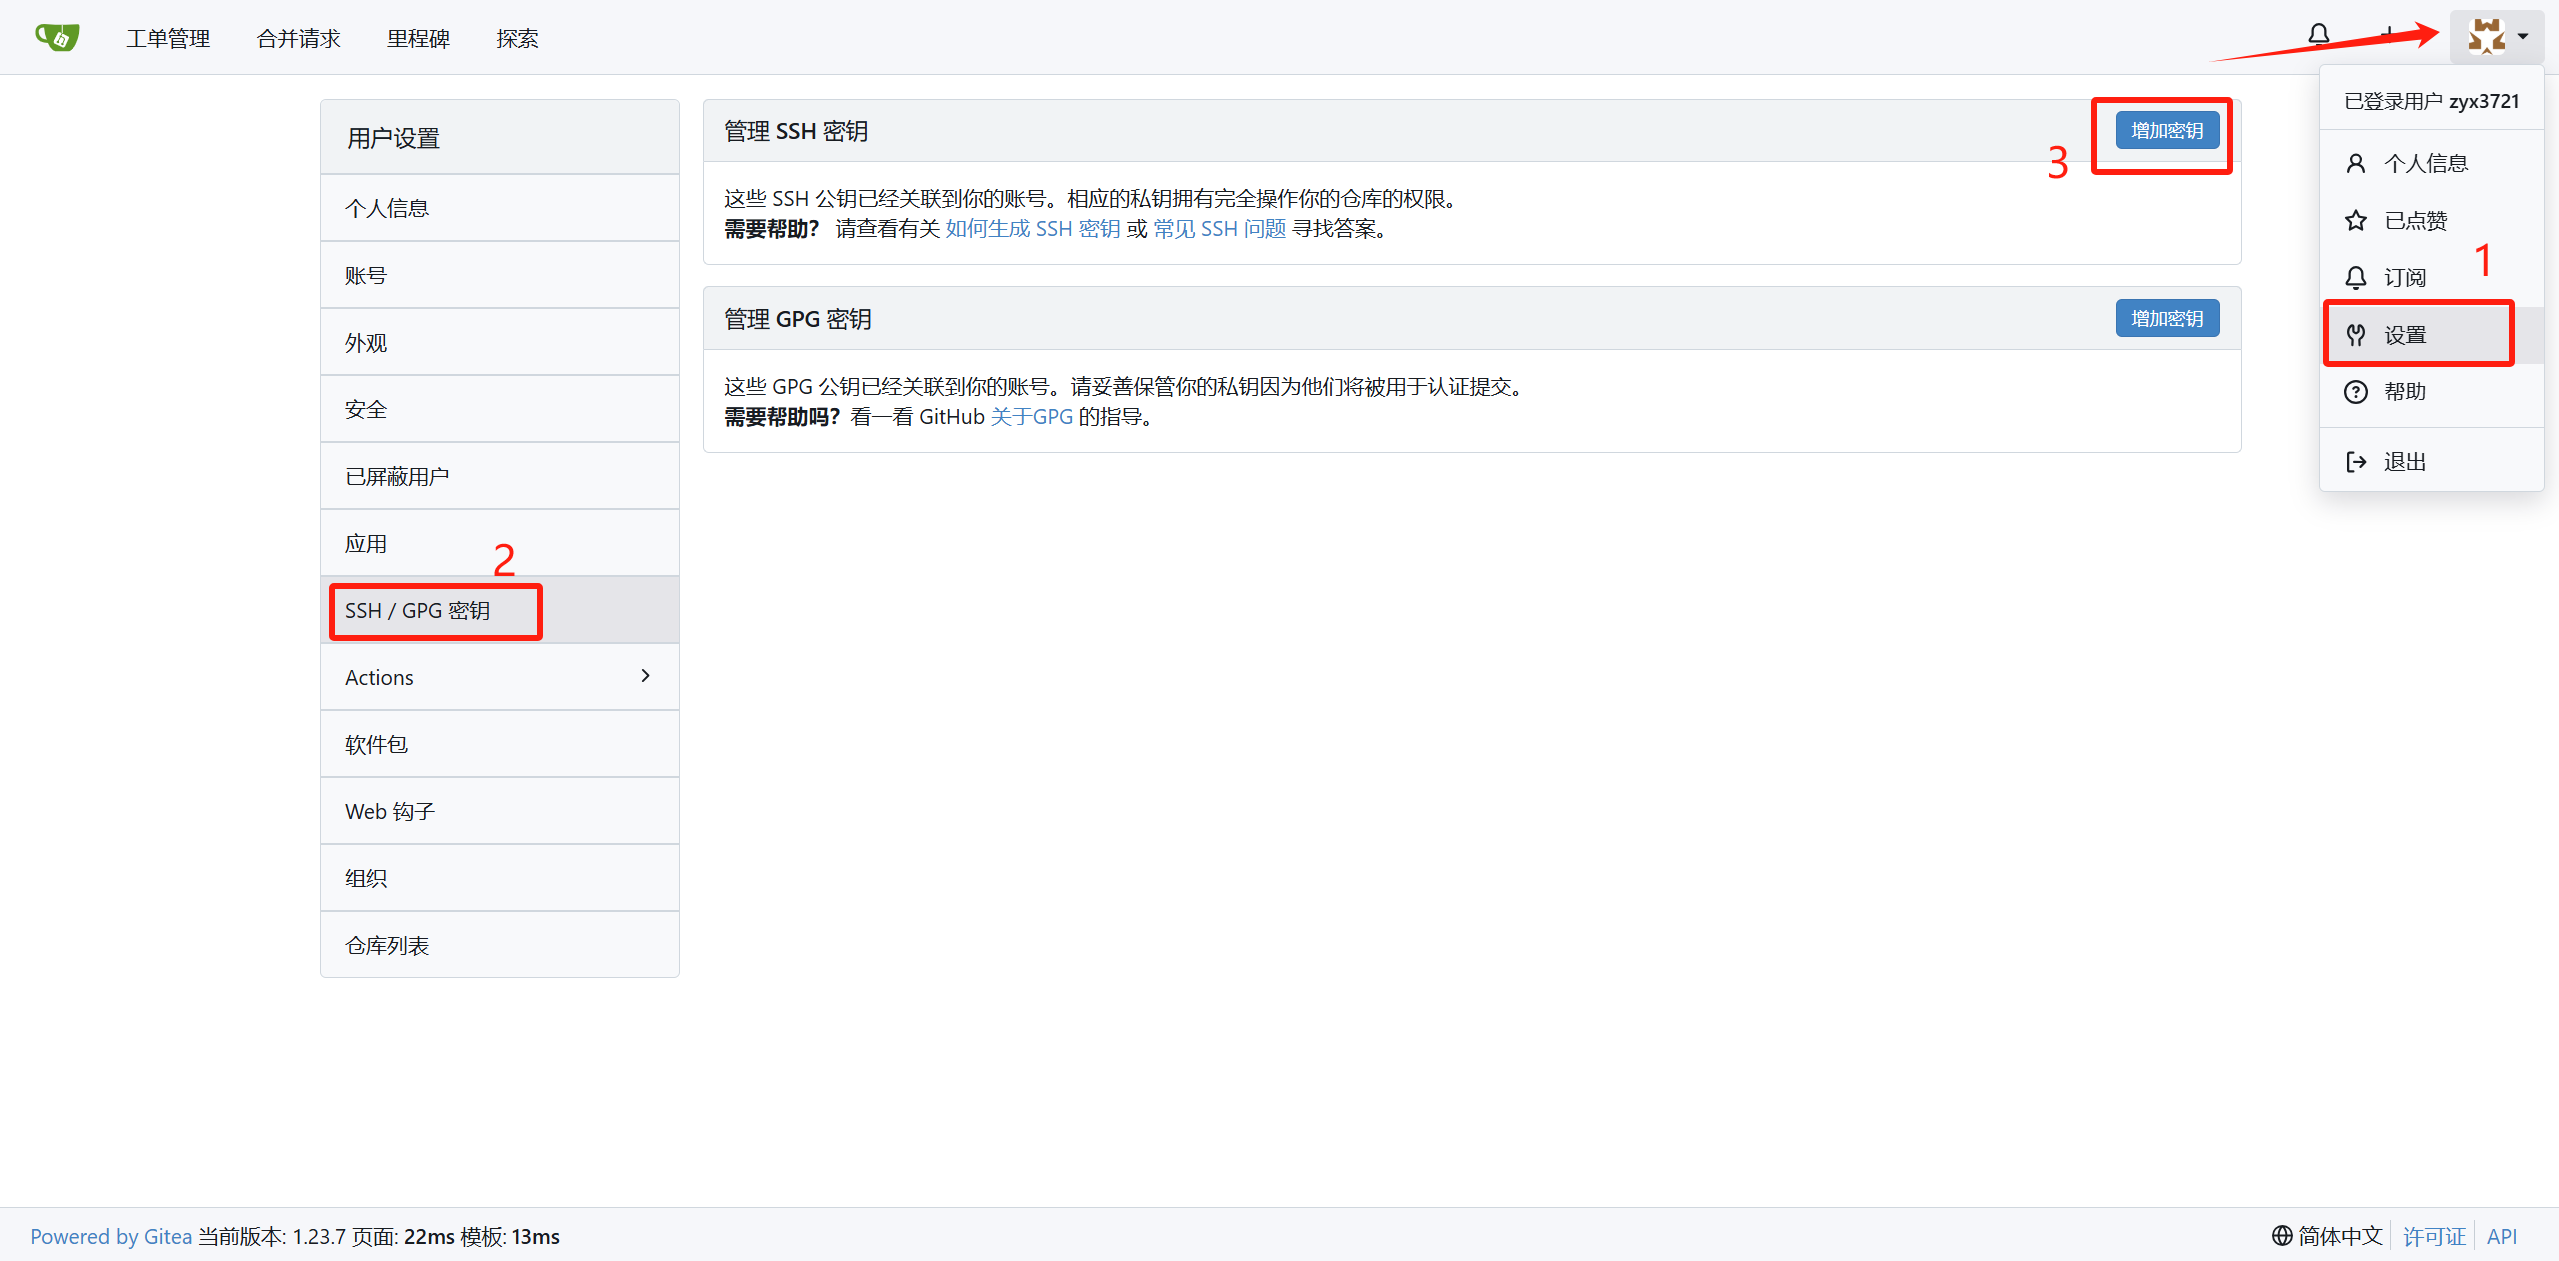 工单管理 合并请求 里程碑 探索
已登录用户 zyx3721
个人信息
已点赞
1
订阅
设置
帮助
退出
用户设置
个人信息
账号
外观
安全
已屏蔽用户
应用
2
SSH / GPG 密钥
Actions
软件包
Web 钩子
组织
仓库列表
管理 SSH 密钥
3
增加密钥
这些 SSH 公钥已经关联到你的账号。相应的私钥拥有完全操作你的仓库的权限。
需要帮助? 请查看有关 如何生成 SSH 密钥 或 常见 SSH 问题 寻找答案。
管理 GPG 密钥
增加密钥
这些 GPG 公钥已经关联到你的账号。请妥善保管你的私钥因为他们将被用于认证提交。
需要帮助吗? 看一看 GitHub 关于GPG 的指导。
Powered by Gitea 当前版本: 1.23.7 页面: 22ms 模板: 13ms
简体中文 许可证 API